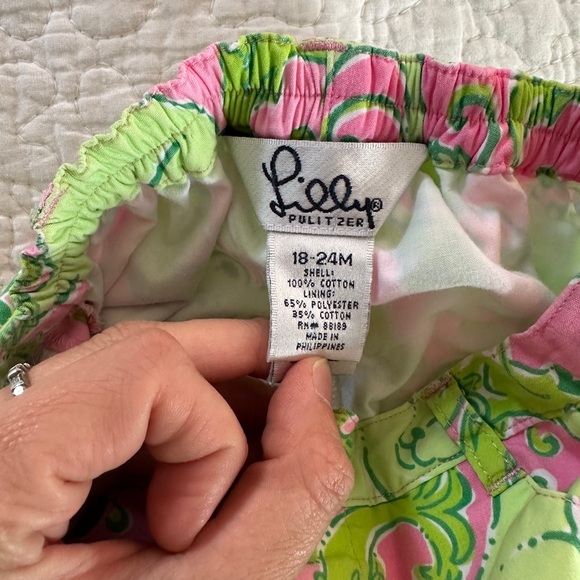 Lilly®
PULITZER
18-24M
SHELL:
100% COTTON
LINING:
65% POLYESTER
35% COTTON
RN# 88189
MADE IN
PHILIPPINES